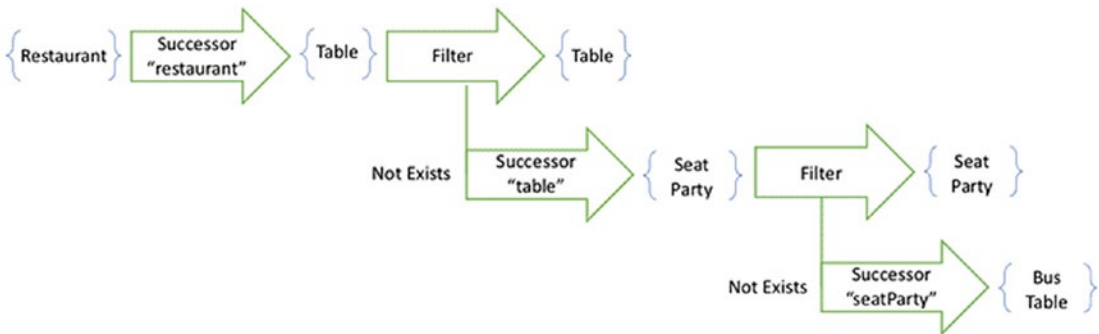 {Restaurant}
Successor
"restaurant"
{Table}
Filter
{Table}
Not Exists
Successor
"table"
{Seat
Party}
Filter
{Seat
Party}
Not Exists
Successor
"seatParty"
{Bus
Table}